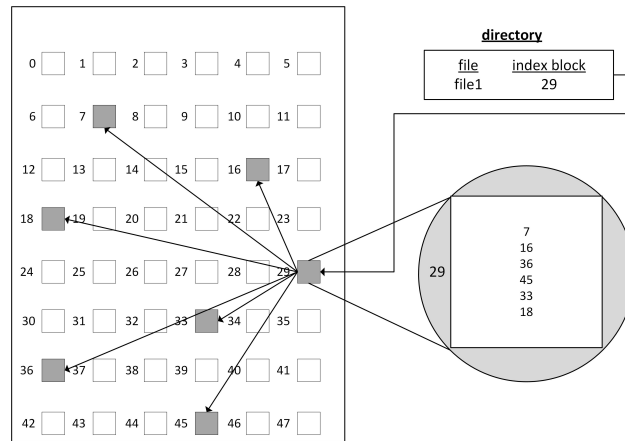 directory
file index block
file1 29
0 1 2 3 4 5
6 7 8 9 10 11
12 13 14 15 16 17
18 19 20 21 22 23
24 25 26 27 28 29
30 31 32 33 34 35
36 37 38 39 40 41
42 43 44 45 46 47
29
7
16
36
45
33
18